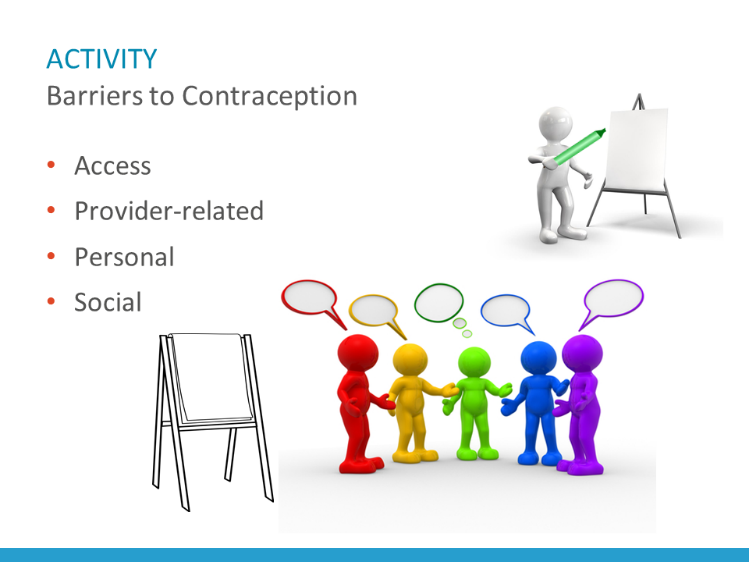 ACTIVITY
Barriers to Contraception
• Access
• Provider-related
• Personal
• Social